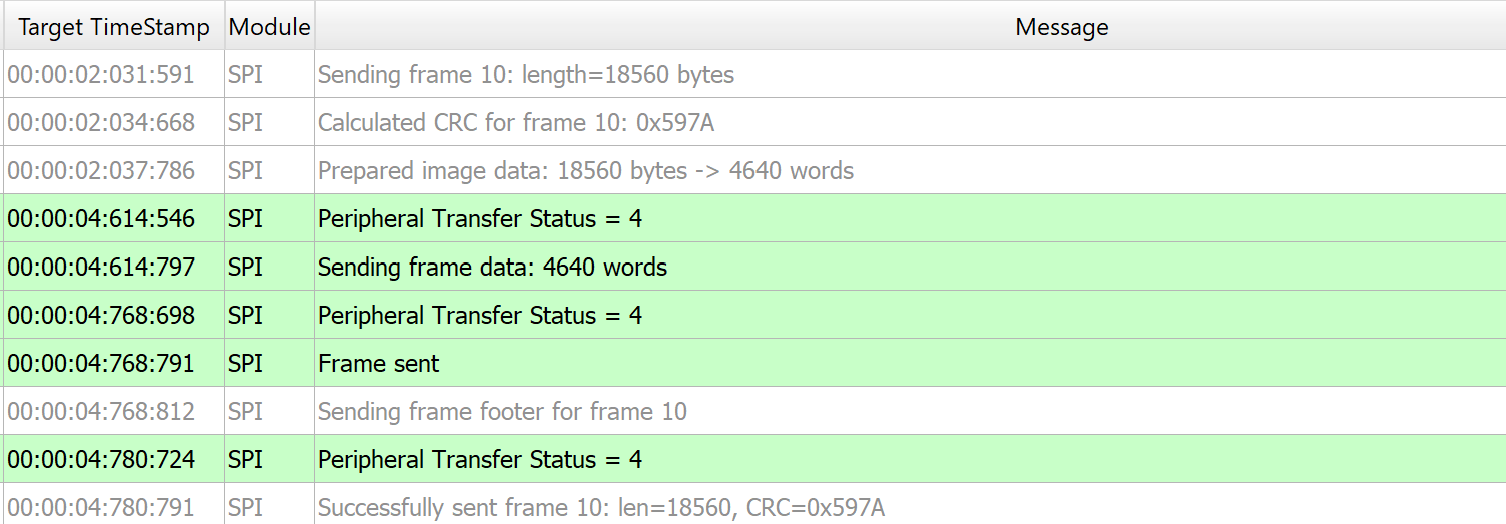 Target TimeStamp Module Message
00:00:02:031:591 SPI Sending frame 10: length=18560 bytes
00:00:02:034:668 SPI Calculated CRC for frame 10: 0x597A
00:00:02:037:786 SPI Prepared image data: 18560 bytes -> 4640 words
00:00:04:614:546 SPI Peripheral Transfer Status = 4
00:00:04:614:797 SPI Sending frame data: 4640 words
00:00:04:768:698 SPI Peripheral Transfer Status = 4
00:00:04:768:791 SPI Frame sent
00:00:04:768:812 SPI Sending frame footer for frame 10
00:00:04:780:724 SPI Peripheral Transfer Status = 4
00:00:04:780:791 SPI Successfully sent frame 10: len=18560, CRC=0x597A